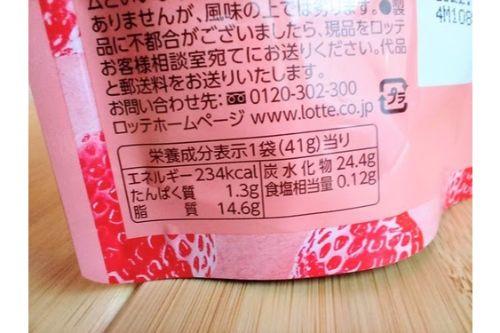 ありませんが、風味の上では
品に不都合がございましたら、現品をロッテ
お客様相談室宛てにお送りください。代品
と郵送料をお送りいたします。
お問い合わせ先: 0120-302-300
ロッテホームページ www.lotte.co.jp
プラ
4M108
栄養成分表示1袋(41g)当り
エネルギー 234kcal 炭水化物 24.4g
たんぱく質 1.3g 食塩相当量 0.12g
脂質 14.6g